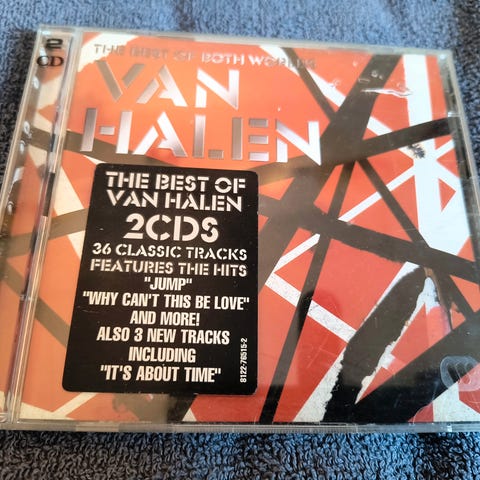 2
CD
THE BEST OF BOTH WORLDS
VAN
HALEN
THE BEST OF
VAN HALEN
2CDS
36 CLASSIC TRACKS
FEATURES THE HITS
"JUMP"
"WHY CAN'T THIS BE LOVE"
AND MORE!
ALSO 3 NEW TRACKS
INCLUDING
"IT'S ABOUT TIME"
8122-76515-2